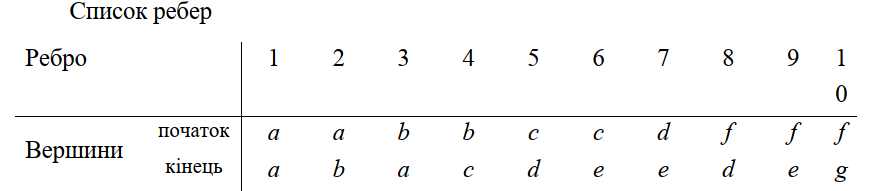 Список ребер
Ребро 1 2 3 4 5 6 7 8 9 10
Вершини
початок a a b b c c d f f f
кінець a b a c d e e d e g